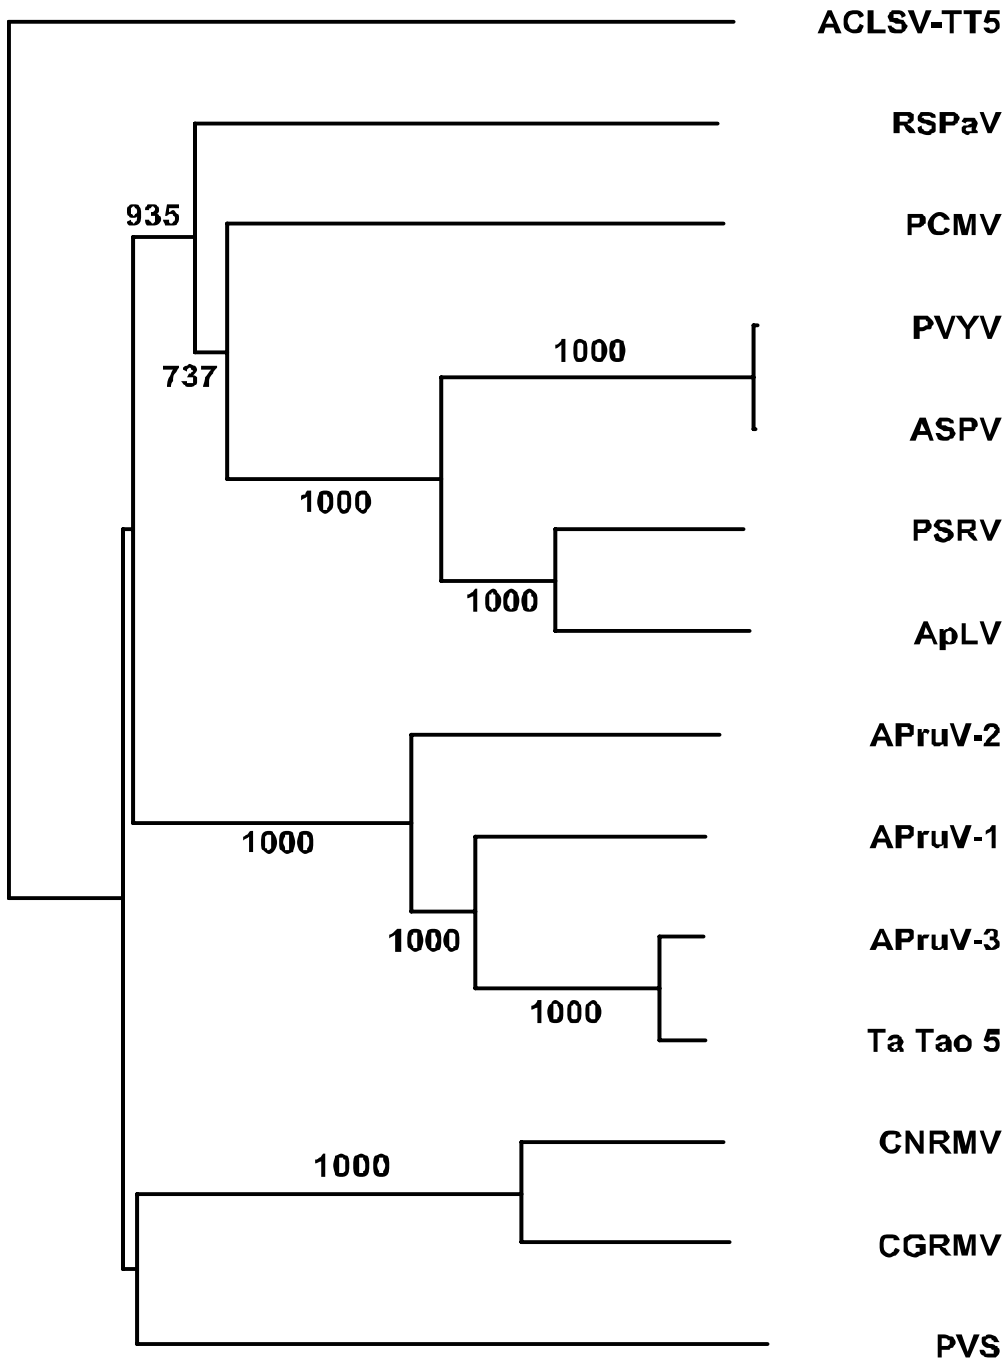 ACLSV-TT5
RSPaV
935
PCMV
PVYV
1000
737
ASPV
1000
PSRV
1000
ApLV
APruV-2
1000
APruV-1
1000
APruV-3
1000
Ta Tao 5
CNRMV
1000
CGRMV
PVS